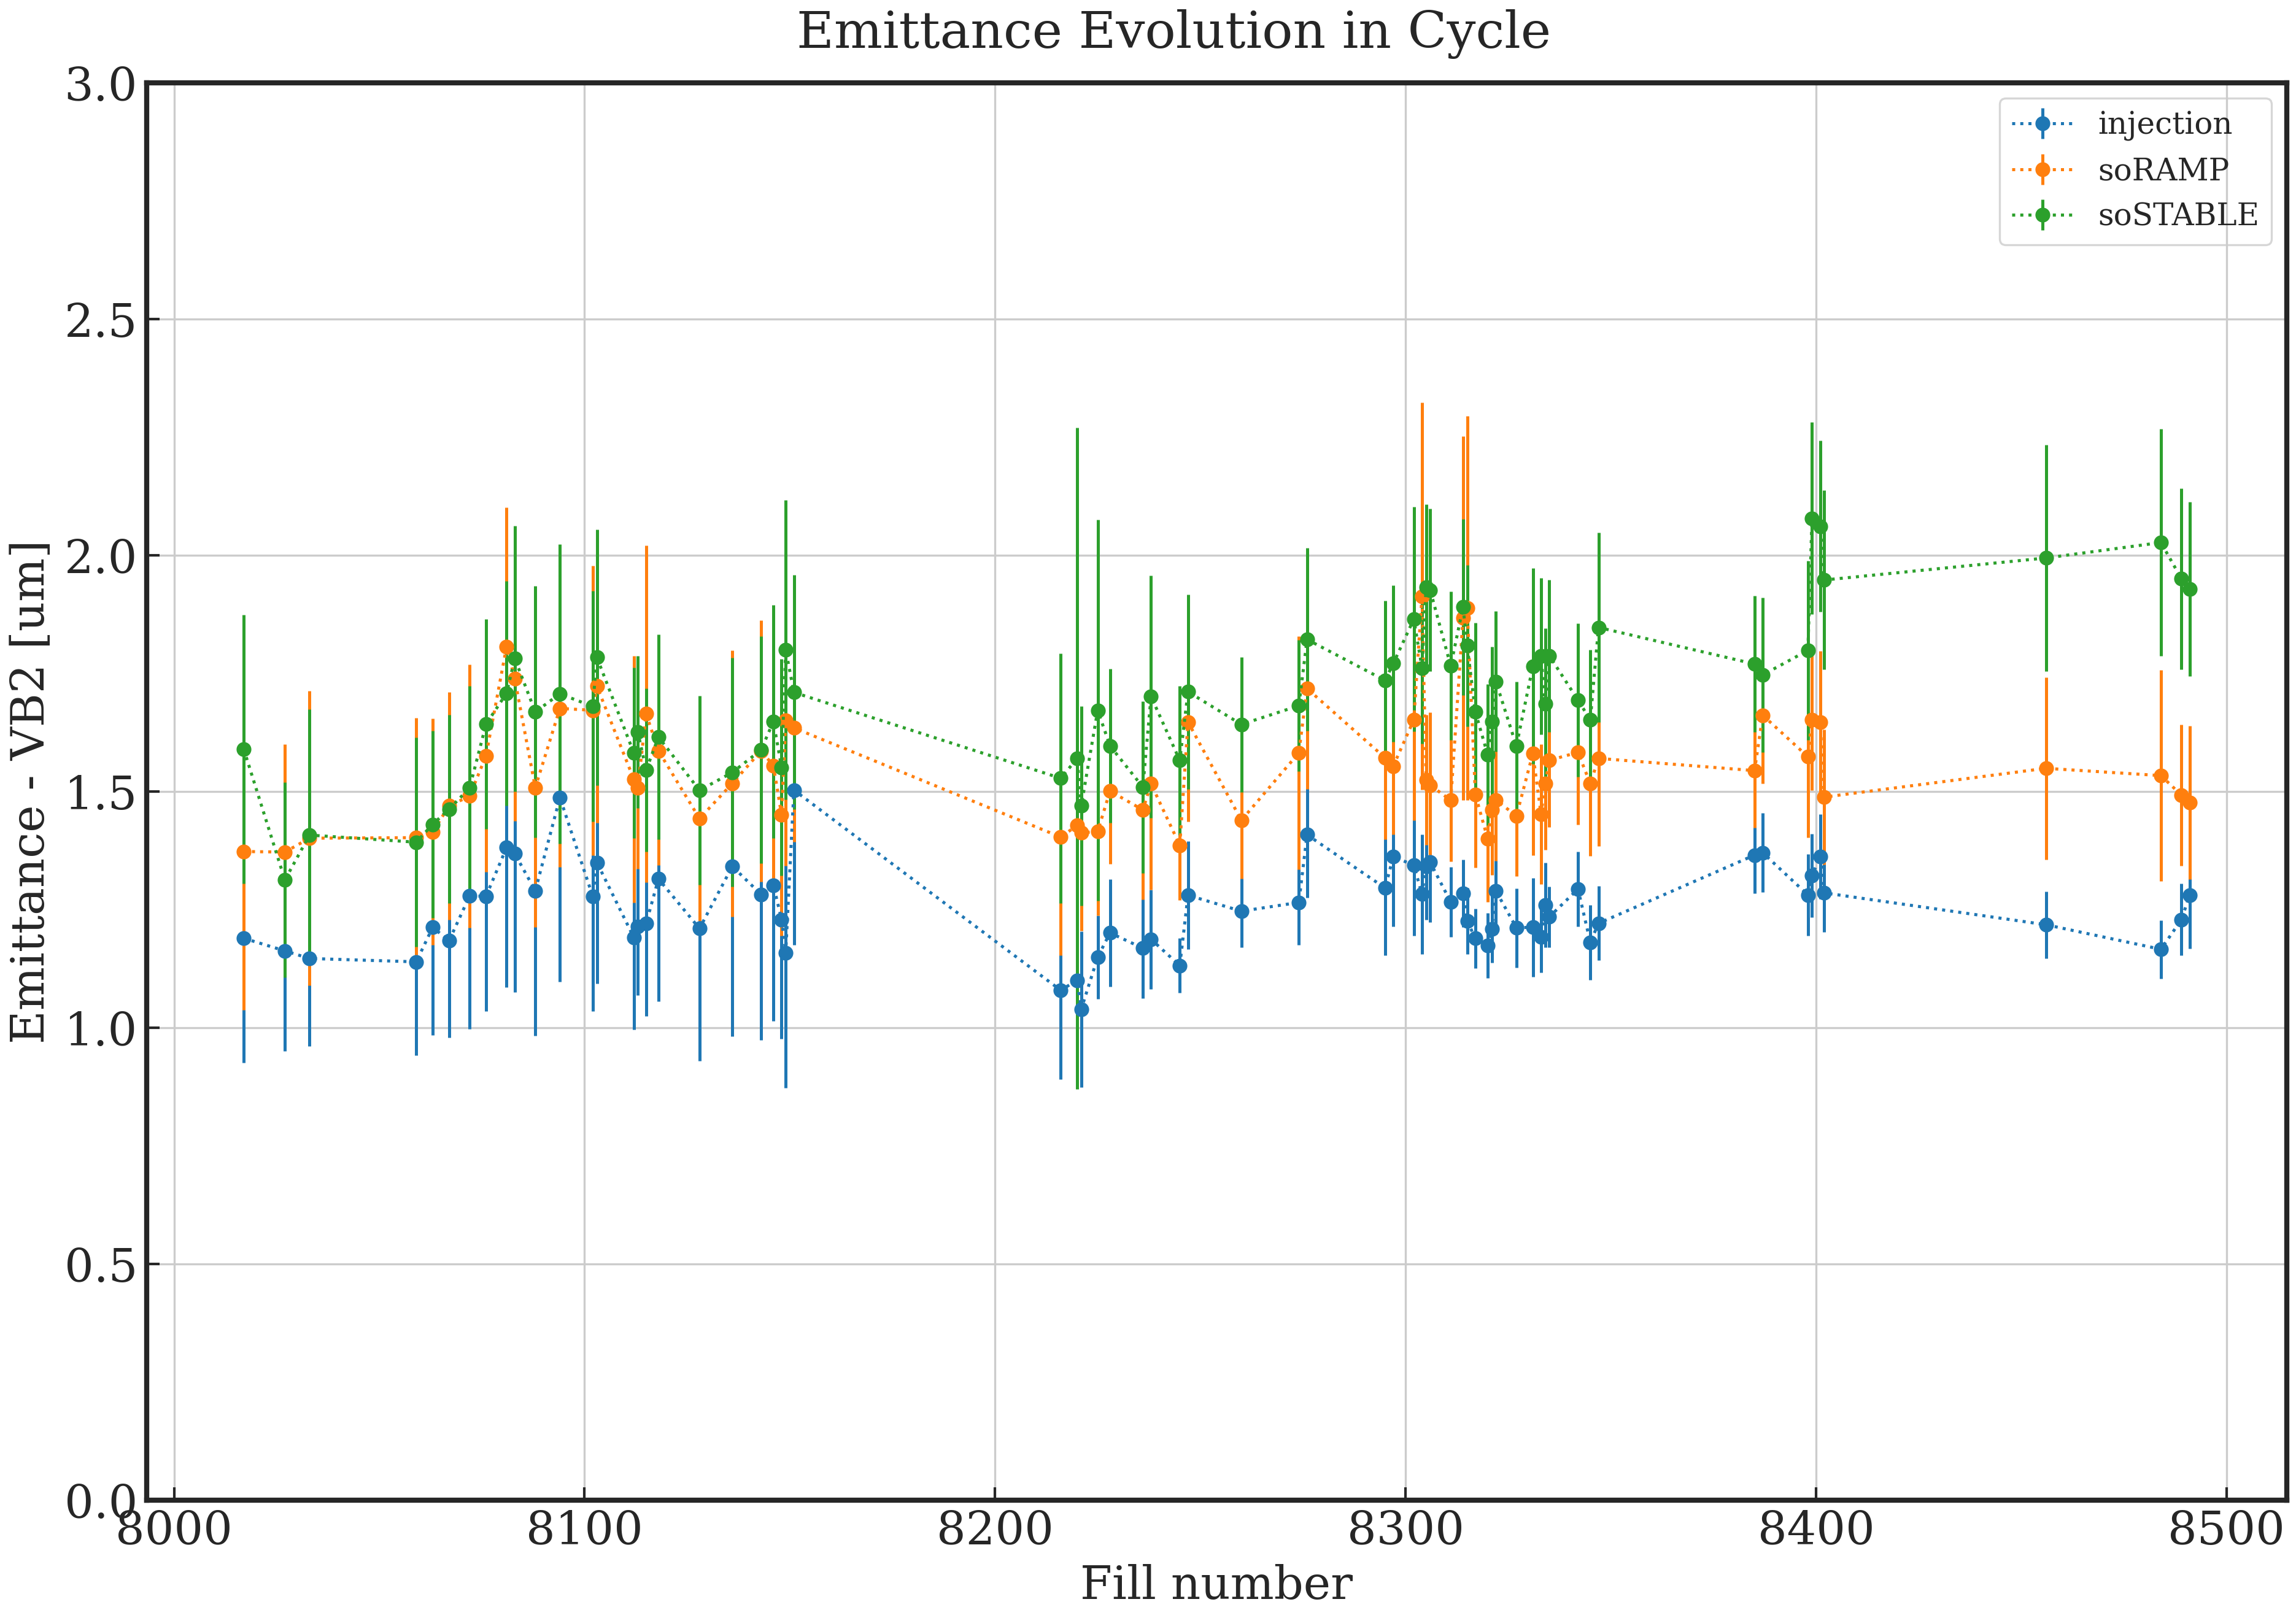 Emittance Evolution in Cycle
3.0
2.5
2.0
1.5
1.0
0.5
0.0
Emittance - VB2 [um]
injection
soRAMP
soSTABLE
8000 8100 8200 8300 8400 8500
Fill number